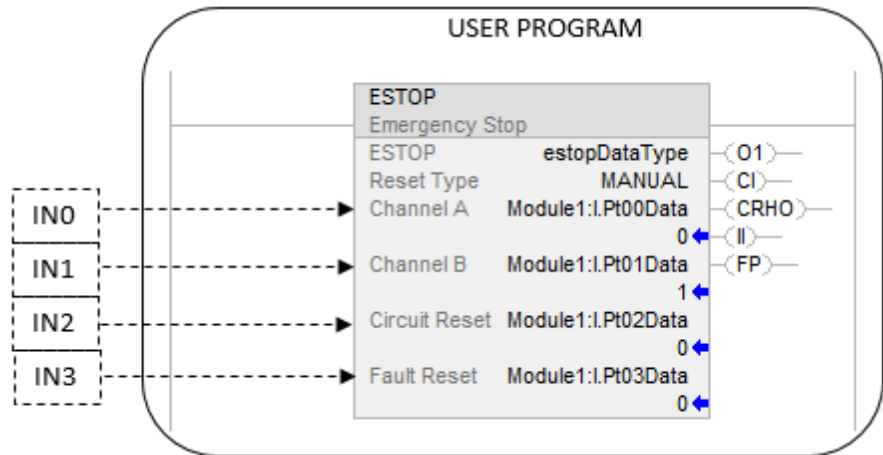 USER PROGRAM
ESTOP
Emergency Stop
ESTOP estopDataType (O1)
Reset Type MANUAL (CI)
IN0 Channel A Module1:I.Pt00Data (CRHO)
0 (II)
IN1 Channel B Module1:I.Pt01Data (FP)
1
IN2 Circuit Reset Module1:I.Pt02Data
0
IN3 Fault Reset Module1:I.Pt03Data
0